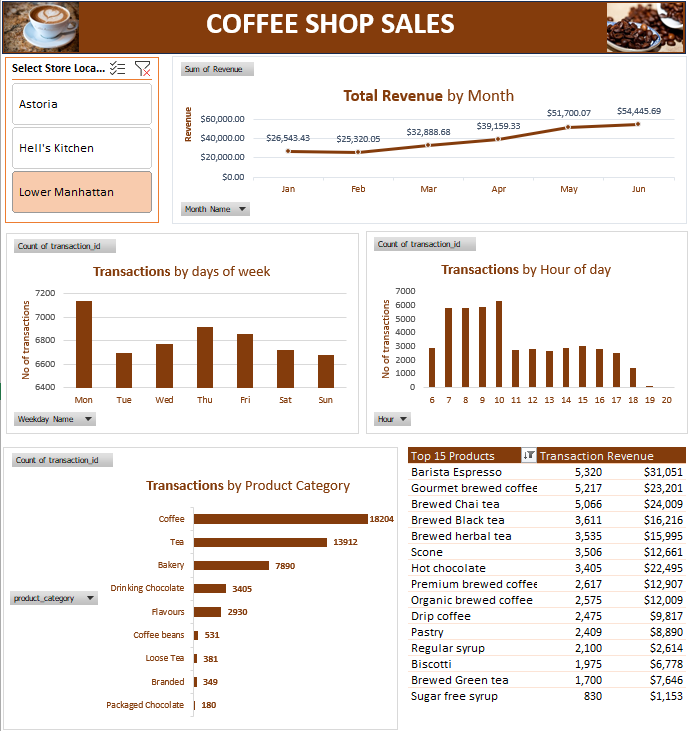 COFFEE SHOP SALES
Select Store Loca...
Astoria
Hell's Kitchen
Lower Manhattan
Sum of Revenue
Total Revenue by Month
Revenue
$60,000.00
$40,000.00
$20,000.00
$0.00
$26,543.43
$25,320.05
$32,888.68
$39,159.33
$51,700.07
$54,445.69
Jan Feb Mar Apr May Jun
Month Name
Count of transaction_id
Transactions by days of week
No of transactions
7200
7000
6800
6600
6400
Mon Tue Wed Thu Fri Sat Sun
Weekday Name
Count of transaction_id
Transactions by Hour of day
No of transactions
7000
6000
5000
4000
3000
2000
1000
0
6 7 8 9 10 11 12 13 14 15 16 17 18 19 20
Hour
Count of transaction_id
Transactions by Product Category
product_category
Coffee 18204
Tea 13912
Bakery 7890
Drinking Chocolate 3405
Flavours 2930
Coffee beans 531
Loose Tea 381
Branded 349
Packaged Chocolate 180
Top 15 Products Transaction Revenue
Barista Espresso 5,320 $31,051
Gourmet brewed coffee 5,217 $23,201
Brewed Chai tea 5,066 $24,009
Brewed Black tea 3,611 $16,216
Brewed herbal tea 3,535 $15,995
Scone 3,506 $12,661
Hot chocolate 3,405 $22,495
Premium brewed coffee 2,617 $12,907
Organic brewed coffee 2,575 $12,009
Drip coffee 2,475 $9,817
Pastry 2,409 $8,890
Regular syrup 2,100 $2,614
Biscotti 1,975 $6,778
Brewed Green tea 1,700 $7,646
Sugar free syrup 830 $1,153